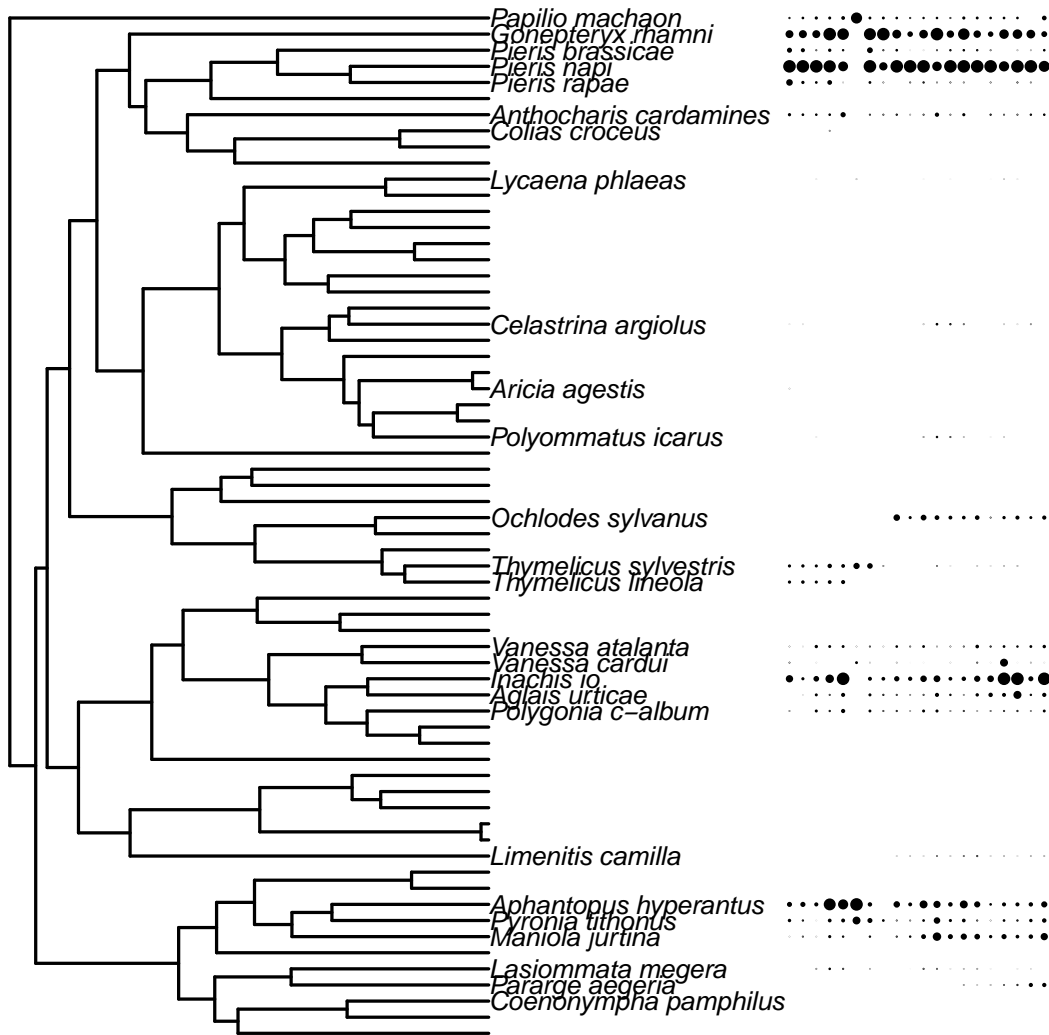 Papilio machaon
Gonepteryx rhamni
Pieris brassicae
Pieris napi
Pieris rapae
Anthocharis cardamines
Colias croceus
Lycaena phlaeas
Celastrina argiolus
Aricia agestis
Polyommatus icarus
Ochlodes sylvanus
Thymelicus sylvestris
Thymelicus lineola
Vanessa atalanta
Vanessa cardui
Inachis io
Aglais urticae
Polygonia c−album
Limenitis camilla
Aphantopus hyperantus
Pyronia tithonus
Maniola jurtina
Lasiommata megera
Pararge aegeria
Coenonympha pamphilus